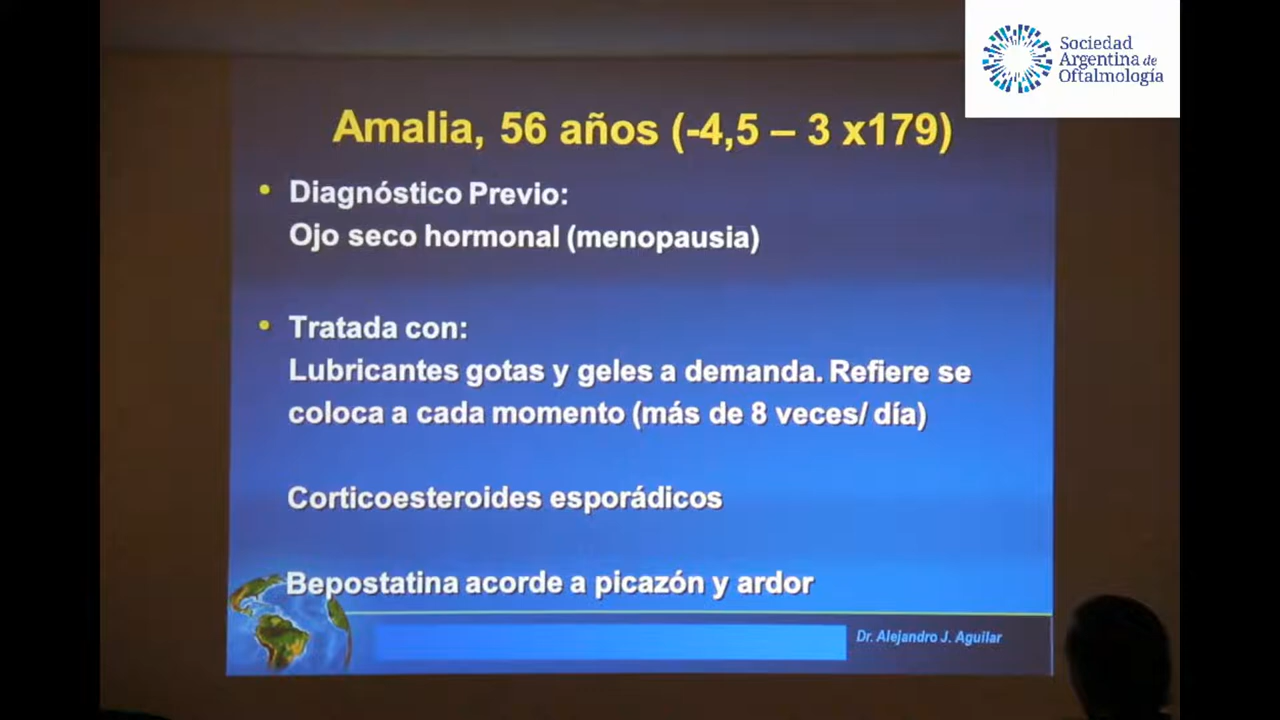 Sociedad
Argentina de
Oftalmología
Amalia, 56 años (-4,5 – 3 x179)
• Diagnóstico Previo:
Ojo seco hormonal (menopausia)
• Tratada con:
Lubricantes gotas y geles a demanda. Refiere se
coloca a cada momento (más de 8 veces/ día)
Corticoesteroides esporádicos
Bepostatina acorde a picazón y ardor
Dr. Alejandro J. Aguilar